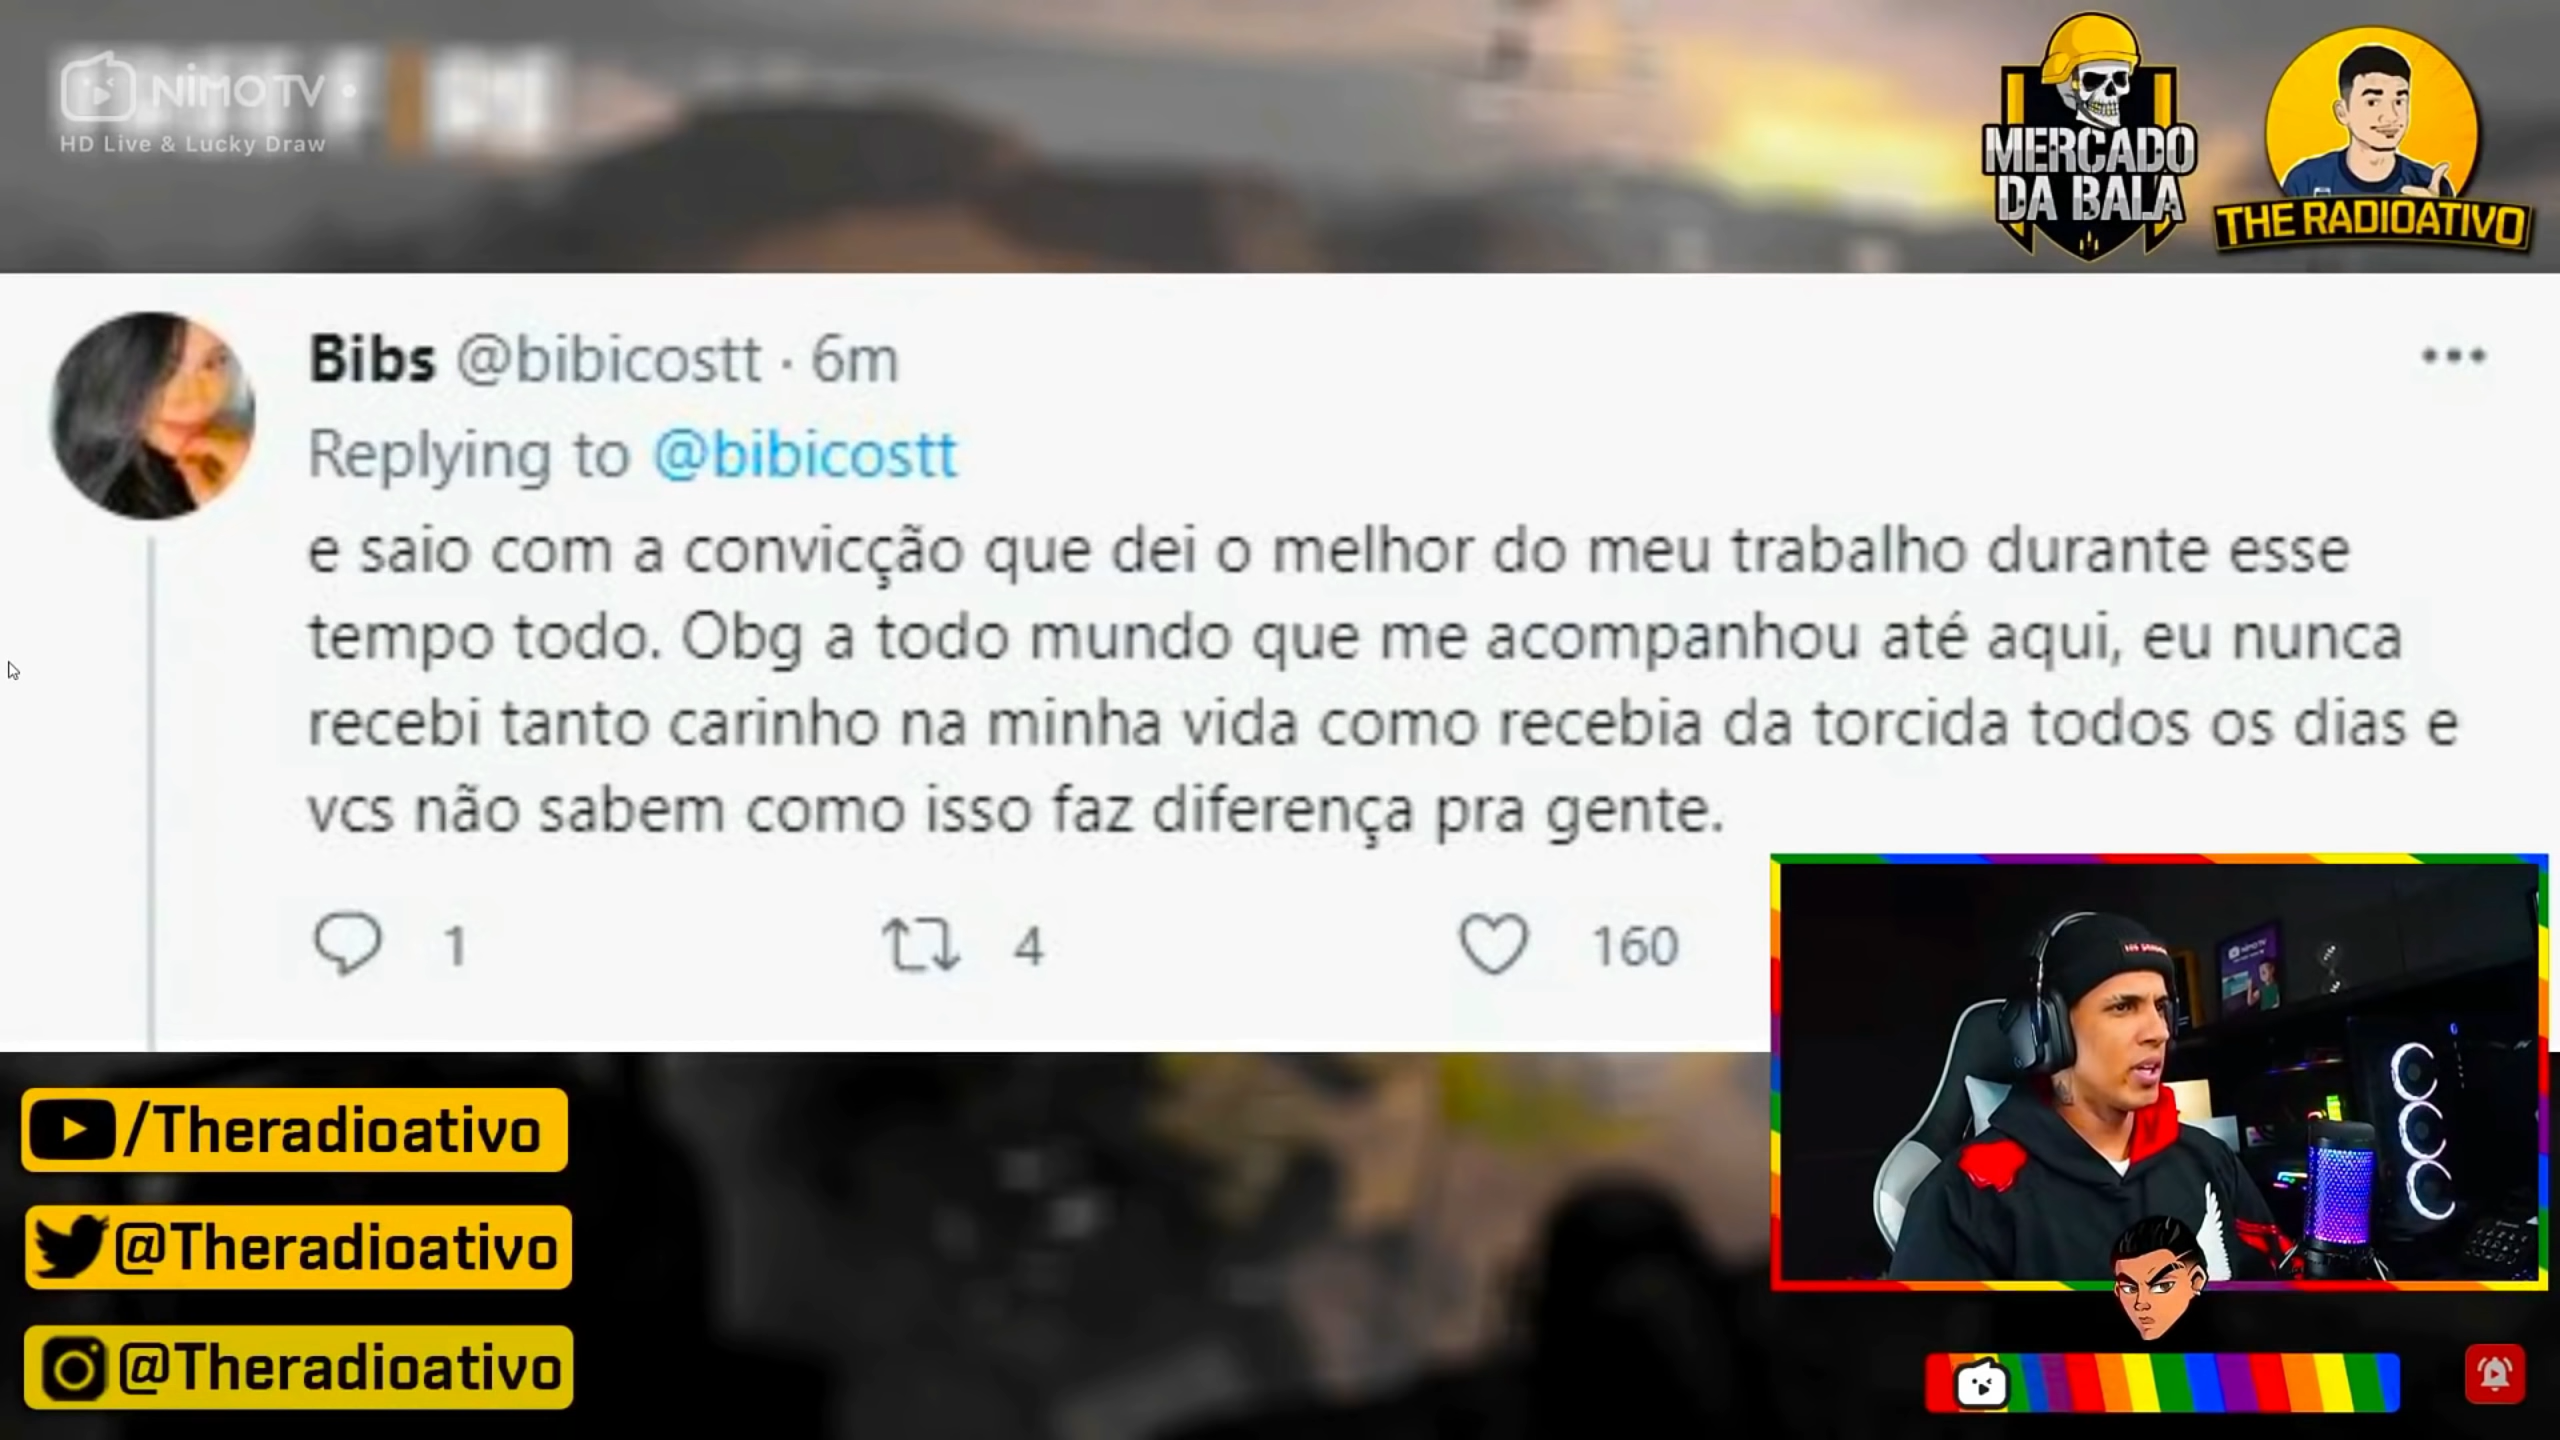 NIMO TV
HD Live & Lucky Draw
MERCADO
DA BALA
THE RADIOATIVO
Bibs @bibicostt · 6m
Replying to @bibicostt
e saio com a convicção que dei o melhor do meu trabalho durante esse
tempo todo. Obg a todo mundo que me acompanhou até aqui, eu nunca
recebi tanto carinho na minha vida como recebia da torcida todos os dias e
vcs não sabem como isso faz diferença pra gente.
1 4 160
/Theradioativo
@Theradioativo
@Theradioativo